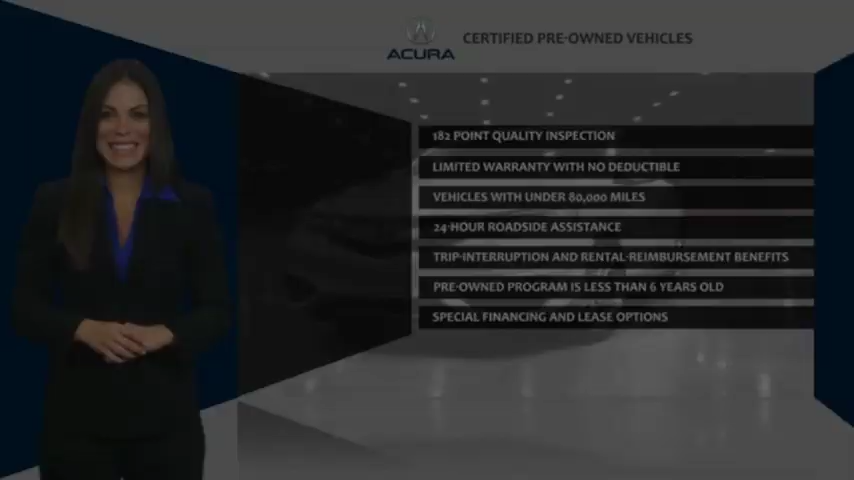 ACURA
CERTIFIED PRE-OWNED VEHICLES
182 POINT QUALITY INSPECTION
LIMITED WARRANTY WITH NO DEDUCTIBLE
VEHICLES WITH UNDER 80,000 MILES
24-HOUR ROADSIDE ASSISTANCE
TRIP-INTERRUPTION AND RENTAL-REIMBURSEMENT BENEFITS
PRE-OWNED PROGRAM IS LESS THAN 6 YEARS OLD
SPECIAL FINANCING AND LEASE OPTIONS